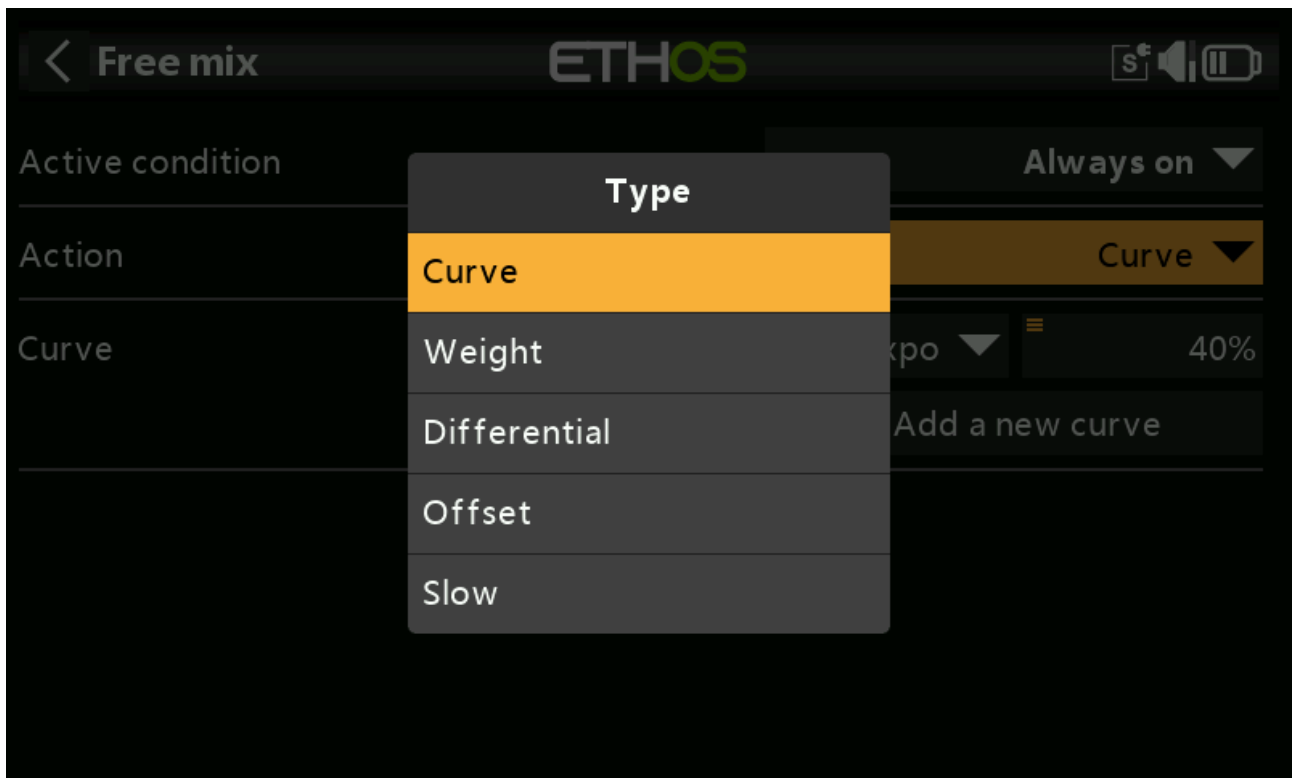 Free mix
ETHOS
S
Active condition
Always on
Type
Action
Curve
Curve
Weight
Differential
Offset
Slow
Curve
xpo
40%
Add a new curve